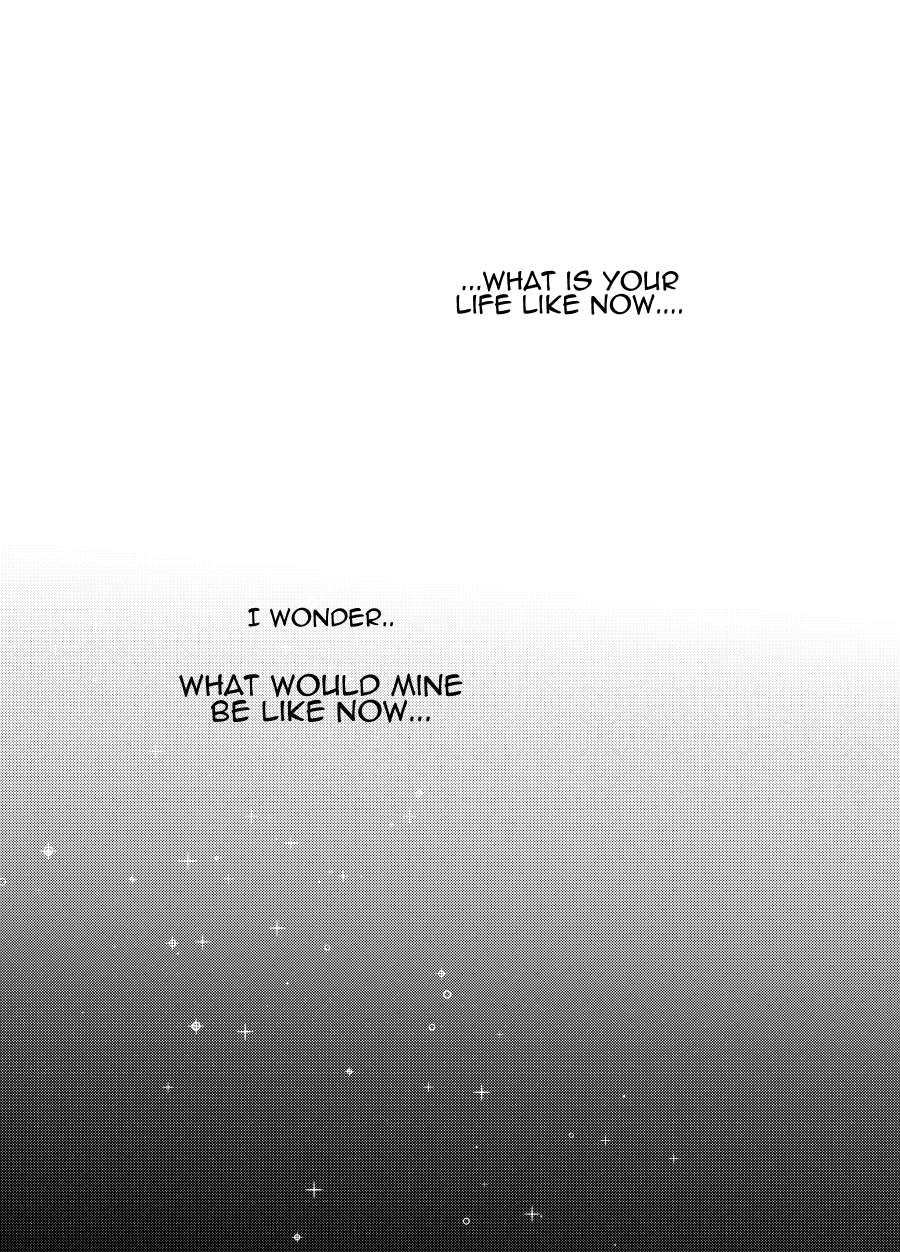 ...WHAT IS YOUR
LIFE LIKE NOW....
I WONDER..
WHAT WOULD MINE
BE LIKE NOW...